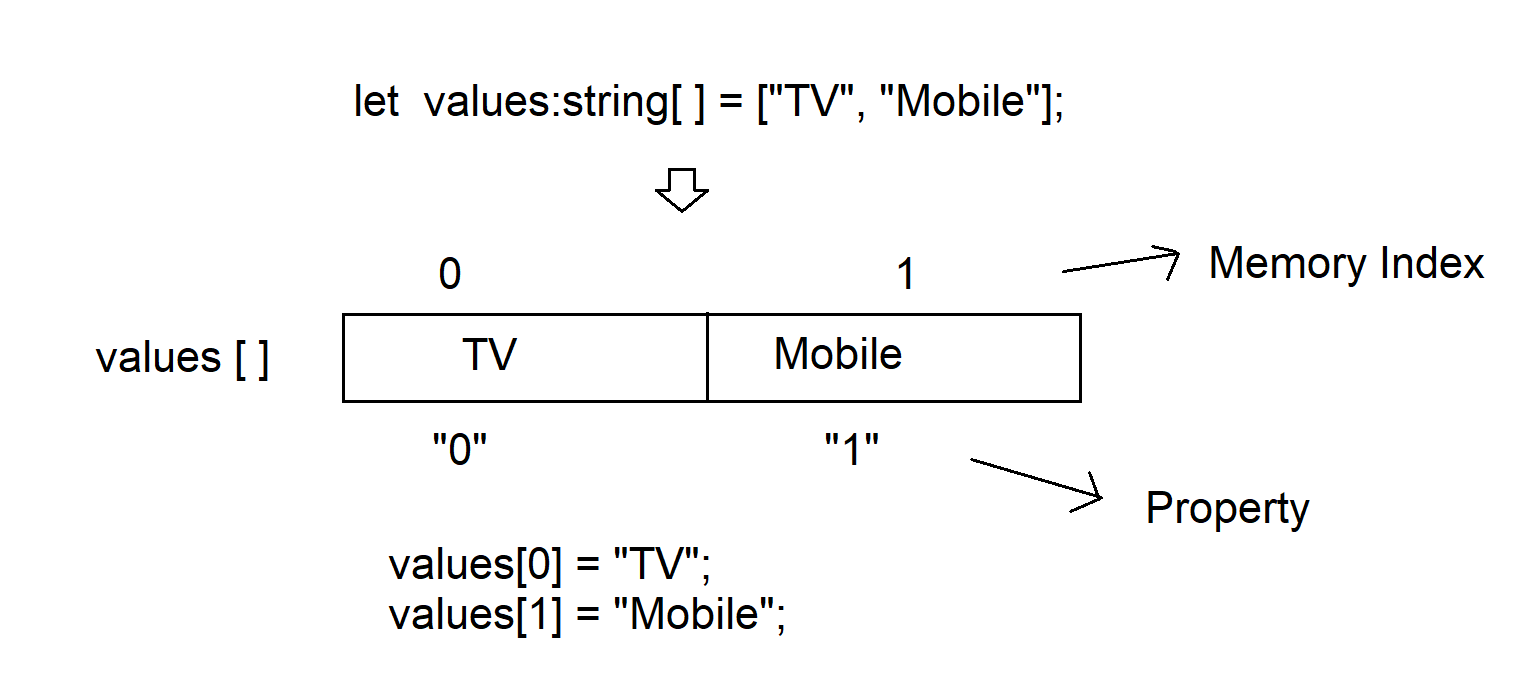 let  values:string[ ] = ["TV", "Mobile"];
0 1 Memory Index
values [ ] TV Mobile
"0" "1"
Property
values[0] = "TV";
values[1] = "Mobile";